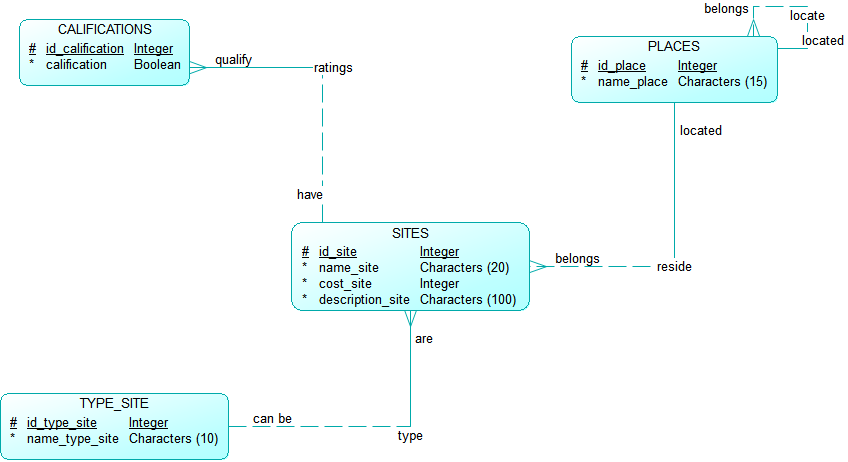 CALIFICATIONS
# id_calification Integer
* calification Boolean
qualify
ratings
have
belongs
locate
located
PLACES
# id_place Integer
* name_place Characters (15)
located
reside
belongs
SITES
# id_site Integer
* name_site Characters (20)
* cost_site Integer
* description_site Characters (100)
are
type
can be
TYPE_SITE
# id_type_site Integer
* name_type_site Characters (10)